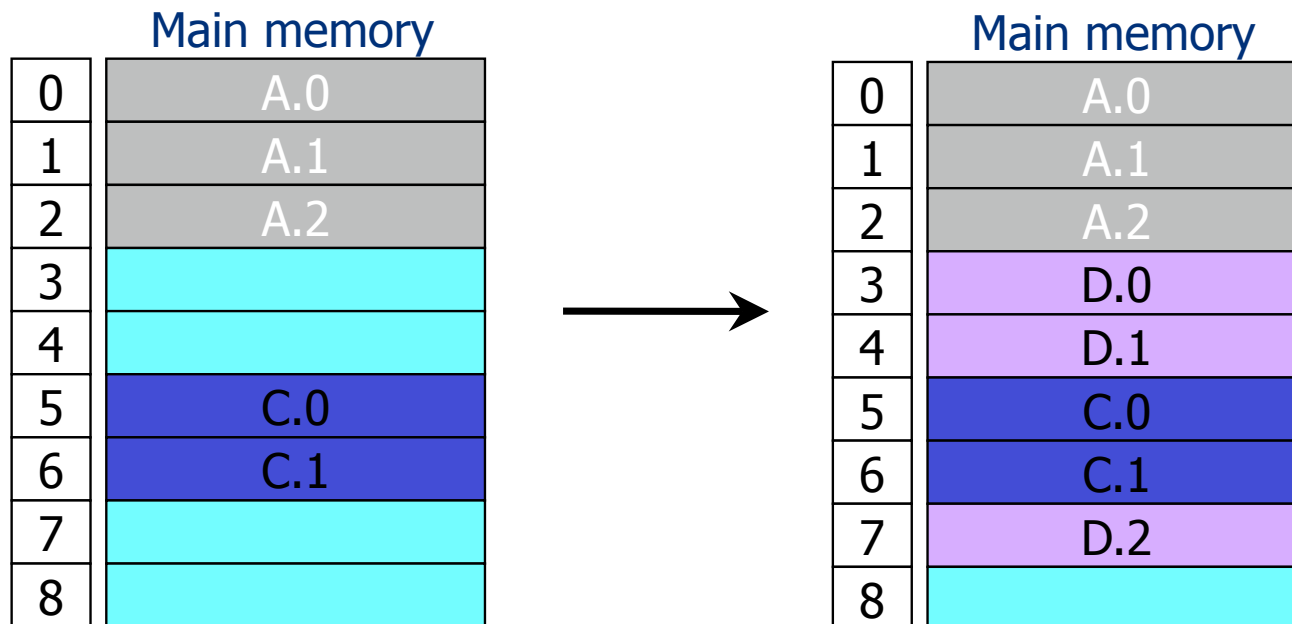 Main memory
0 A.0
1 A.1
2 A.2
3
4
5 C.0
6 C.1
7
8
Main memory
0 A.0
1 A.1
2 A.2
3 D.0
4 D.1
5 C.0
6 C.1
7 D.2
8